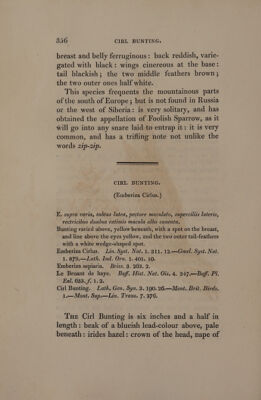 356 CIRL BUNTING.
breast and belly ferruginous: back reddish, varie-
gated with black: wings cinereous at the base:
tail blackish; the two middle feathers brown;
the two outer ones half white.
This species frequents the mountainous parts
of the south of Europe; but is not found in Russia
or the west of Siberia: is very solitary, and has
obtained the appellation of Foolish Sparrow, as it
will go into any snare laid to entrap it: it is very
common, and has a trifling note not unlike the
words zip-zip.
CIRL BUNTING.
(Emberiza Cirlus.)
E. supra varia, subtus lutea, pectore maculato, superciliis luteis,
rectricibus duabus extimis macula alba cuneata.
Bunting varied above, yellow beneath, with a spot on the breast,
and line above the eyes yellow, and the two outer tail-feathers
with a white wedge-shaped spot.
Emberiza Cirlus. Lin. Syst. Nat. 1. 311. 12.—Gmel. Syst. Nat.
1. 879.—Lath. Ind. Orn. 1. 401. 10.
Emberiza sepiaria. Briss. 3. 263. 2.
Le Bruant de haye. Buff. Hist. Nat. Ois. 4. 347.—Buff. Pl.
Enl. 653. f. 1. 2.
Cirl Bunting. Lath. Gen. Syn. 3. 190. 26.—Mont. Brit. Birds.
1.—Mont. Sup.—Lin. Trans. 7. 276.
THE Cirl Bunting is six inches and a half in
length: beak of a blueish lead-colour above, pale
beneath: irides hazel: crown of the head, nape of